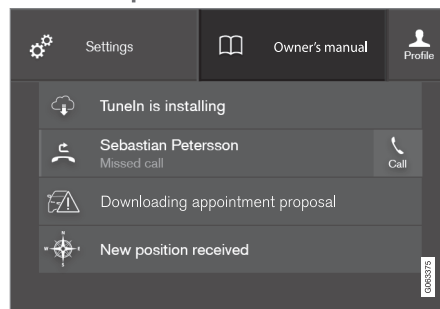 Settings
Owner's manual
Profile
TuneIn is installing
Sebastian Petersson
Missed call
Call
Downloading appointment proposal
New position received
G063375